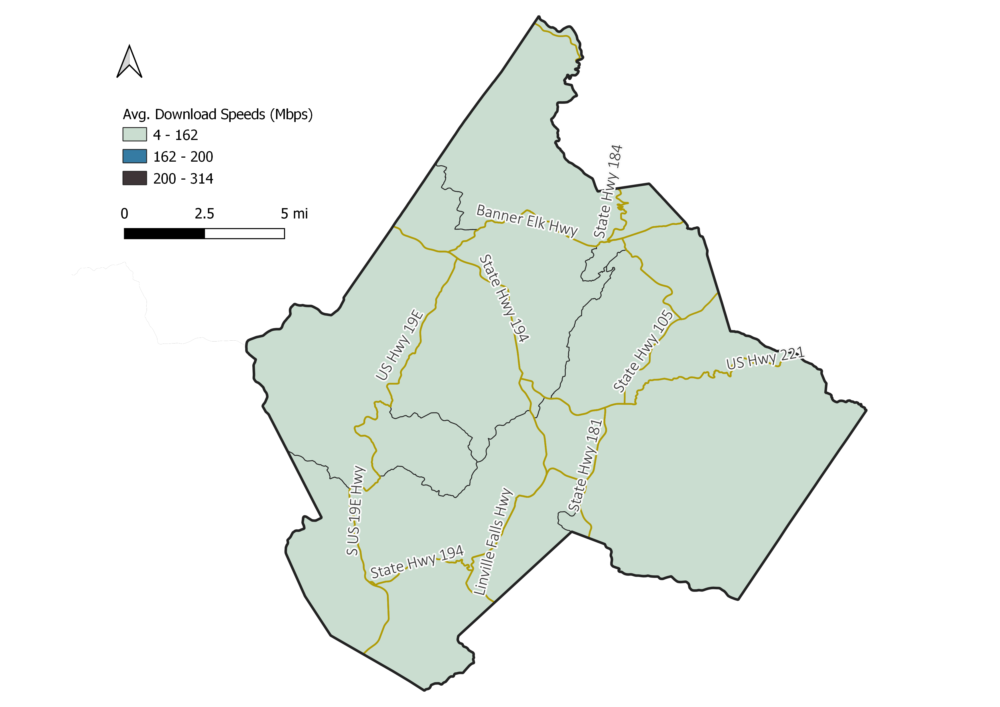 Avg. Download Speeds (Mbps)
4 - 162
162 - 200
200 - 314
0 2.5 5 mi
State Hwy 184
Banner Elk Hwy
State Hwy 194
US Hwy 19E
State Hwy 105
US Hwy 221
State Hwy 181
S US 19E Hwy
Linville Falls Hwy
State Hwy 194